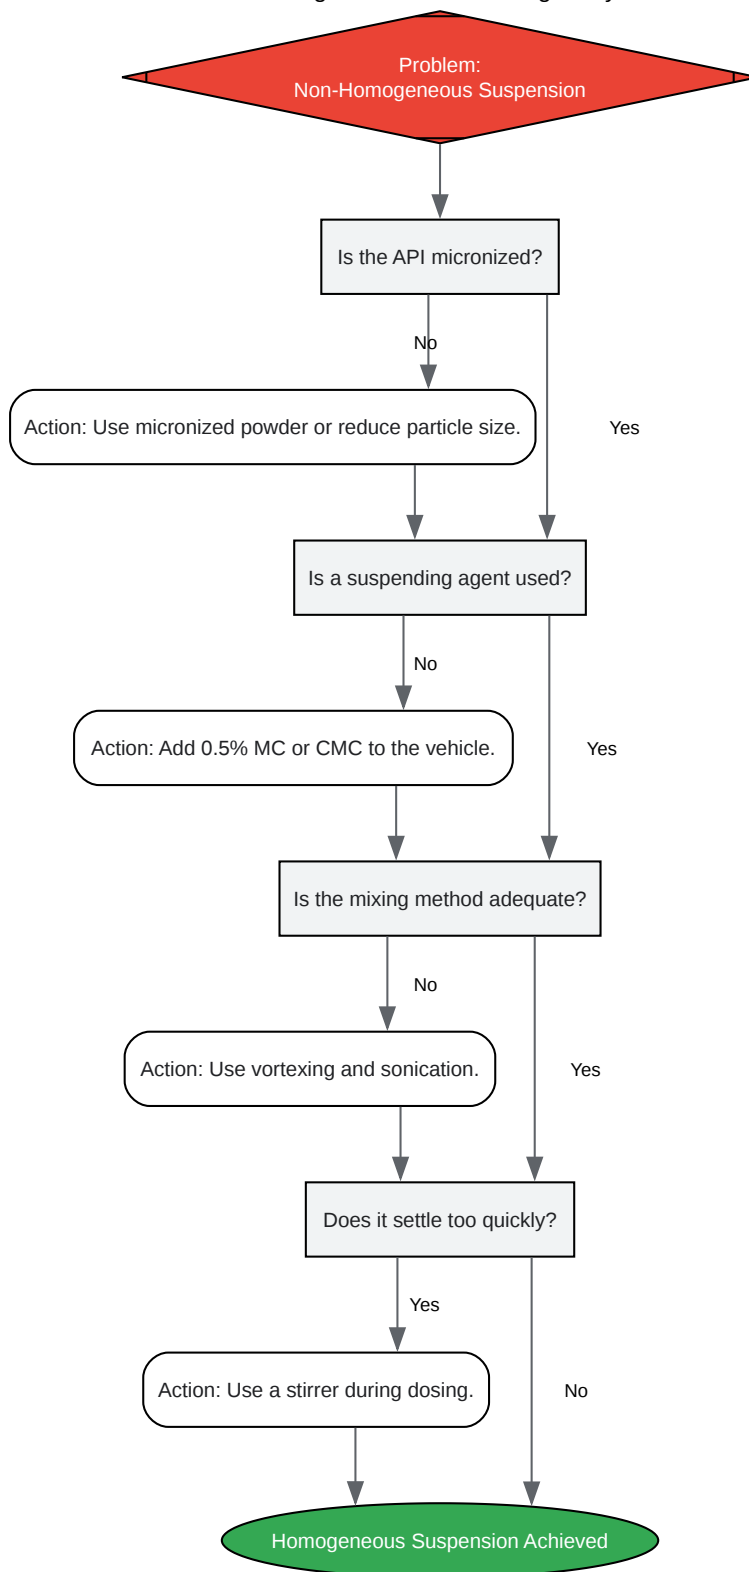 Problem:
Non-Homogeneous Suspension
Is the API micronized?
No
Action: Use micronized powder or reduce particle size.
Yes
Is a suspending agent used?
No
Action: Add 0.5% MC or CMC to the vehicle.
Yes
Is the mixing method adequate?
No
Action: Use vortexing and sonication.
Yes
Does it settle too quickly?
Yes
Action: Use a stirrer during dosing.
No
Homogeneous Suspension Achieved